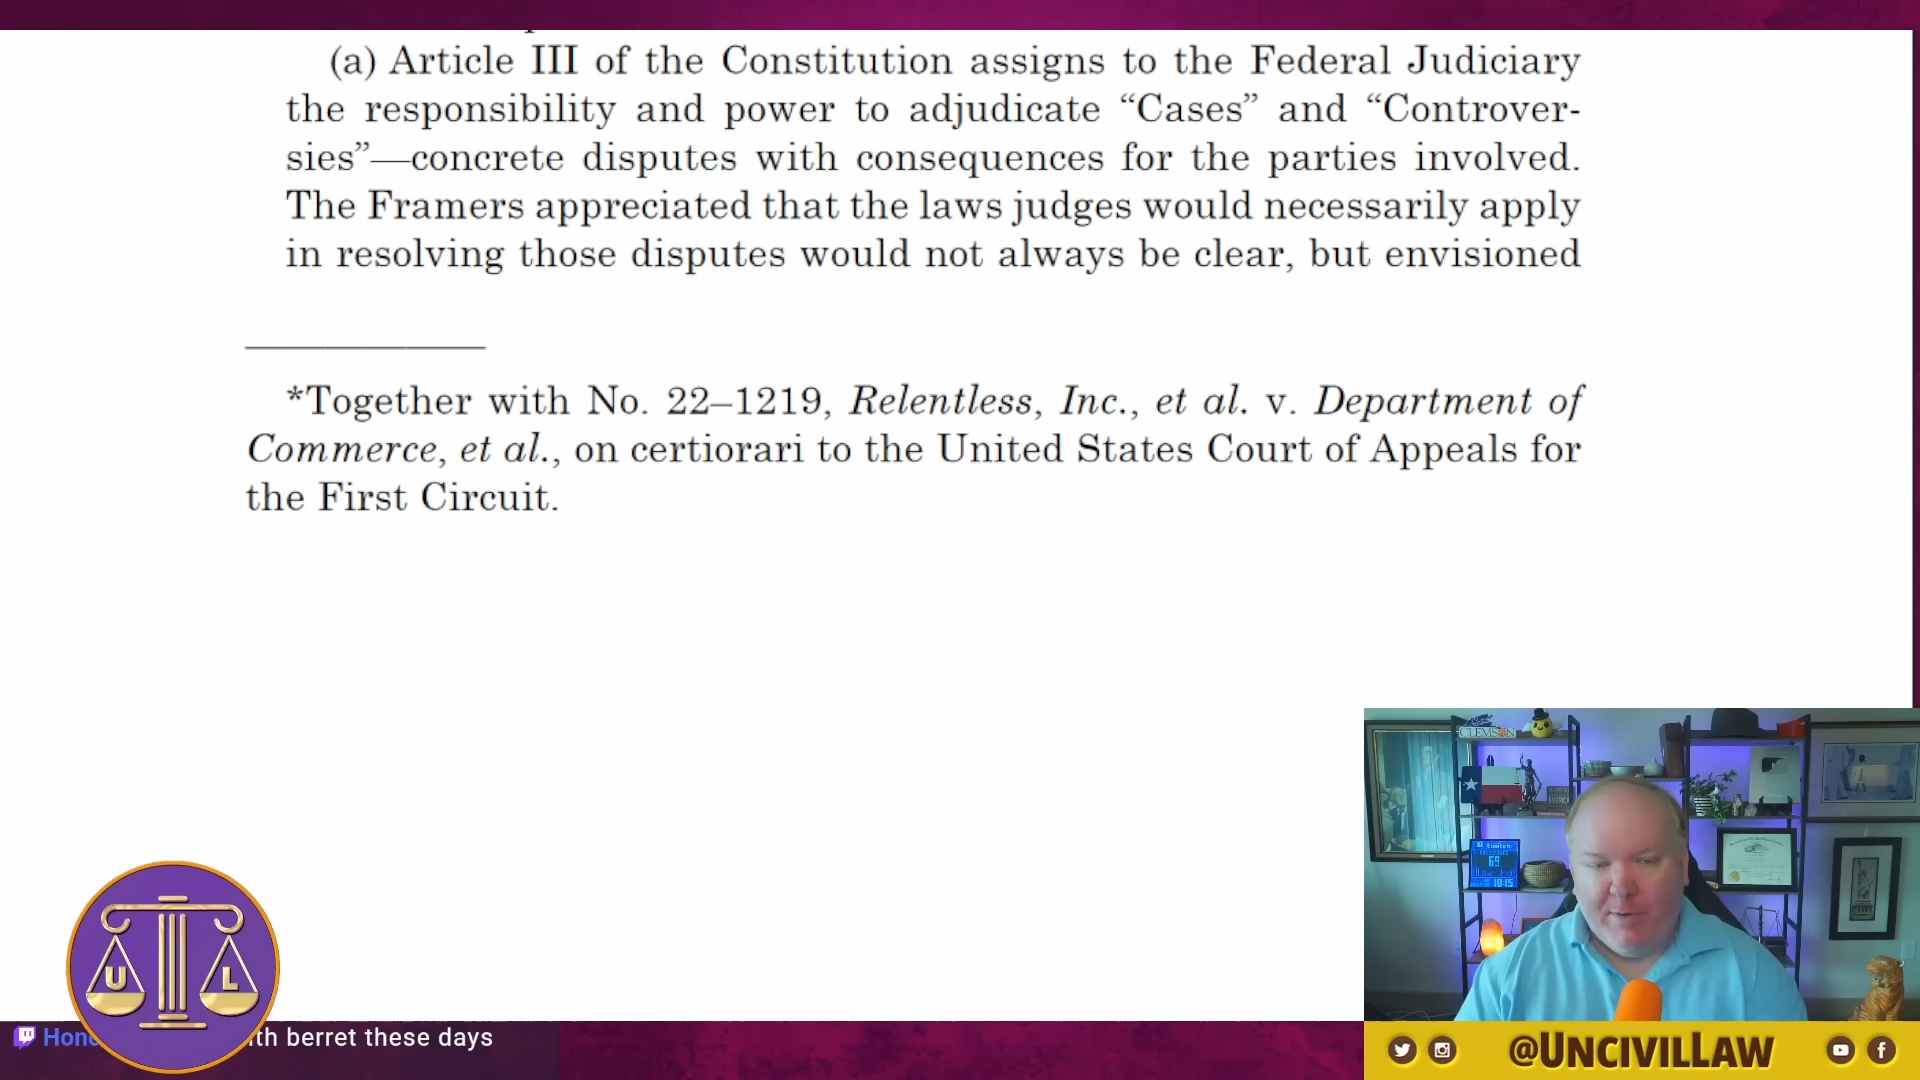 (a) Article III of the Constitution assigns to the Federal Judiciary
the responsibility and power to adjudicate “Cases” and “Controver-
sies”—concrete disputes with consequences for the parties involved.
The Framers appreciated that the laws judges would necessarily apply
in resolving those disputes would not always be clear, but envisioned
*Together with No. 22–1219, Relentless, Inc., et al. v. Department of
Commerce, et al., on certiorari to the United States Court of Appeals for
the First Circuit.
CLEMSON
69
10:15
U L
berret these days
@UNCIVILLAW